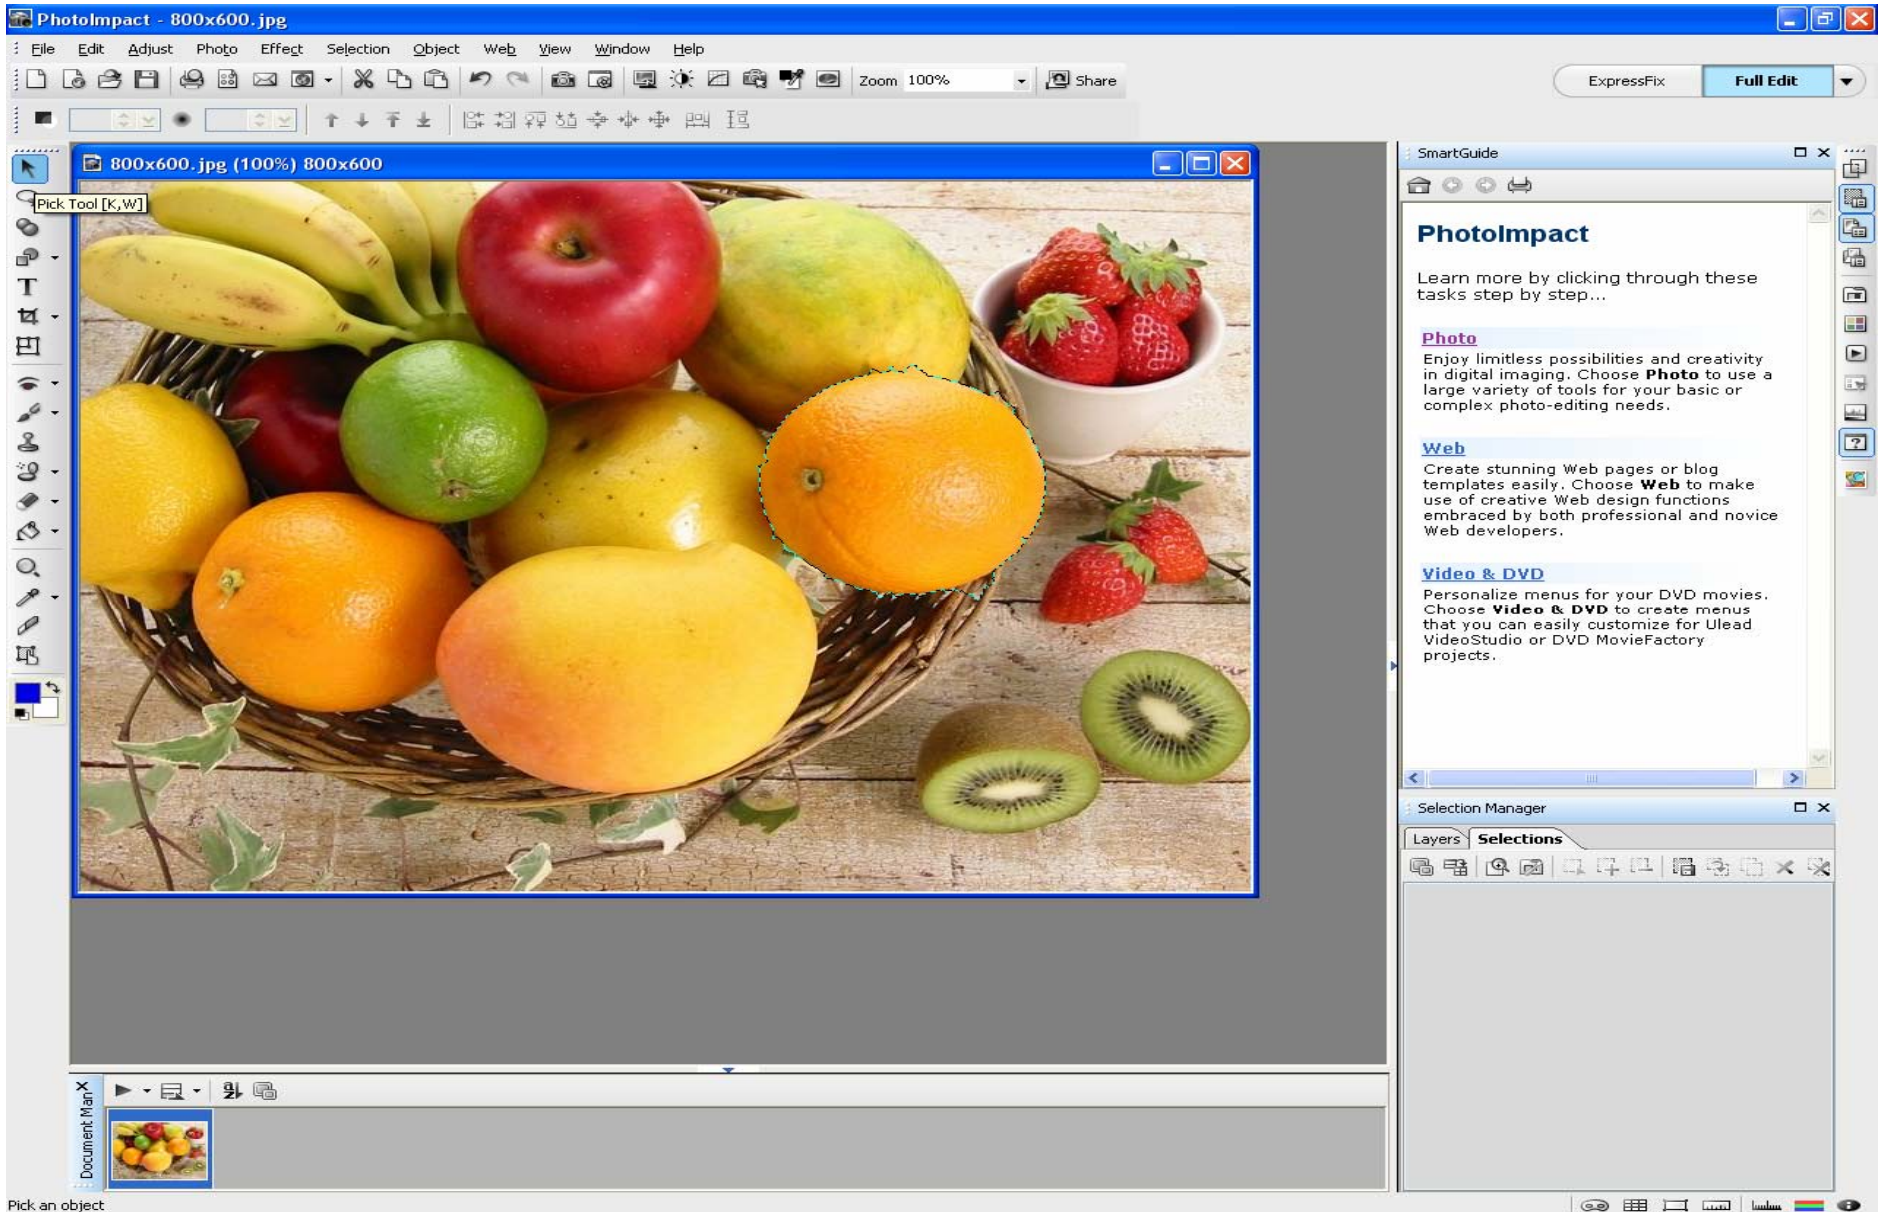 PhotoImpact - 800x600.jpg
File Edit Adjust Photo Effect Selection Object Web View Window Help
Zoom 100% Share
ExpressFix Full Edit
800x600.jpg (100%) 800x600
Pick Tool [K,W]
SmartGuide
PhotoImpact
Learn more by clicking through these
tasks step by step...
Photo
Enjoy limitless possibilities and creativity
in digital imaging. Choose Photo to use a
large variety of tools for your basic or
complex photo-editing needs.
Web
Create stunning Web pages or blog
templates easily. Choose Web to make
use of creative Web design functions
embraced by both professional and novice
Web developers.
Video & DVD
Personalize menus for your DVD movies.
Choose Video & DVD to create menus
that you can easily customize for Ulead
VideoStudio or DVD MovieFactory
projects.
Selection Manager
Layers Selections
Document Man
Pick an object